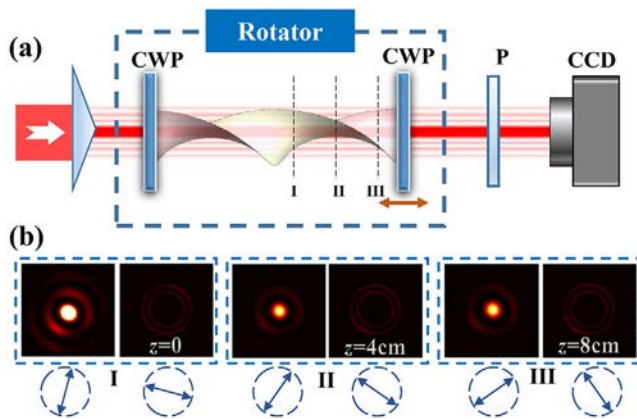 Rotator
(a)
CWP
CWP
P
CCD
I
II
III
(b)
z=0
z=4cm
z=8cm
I
II
III